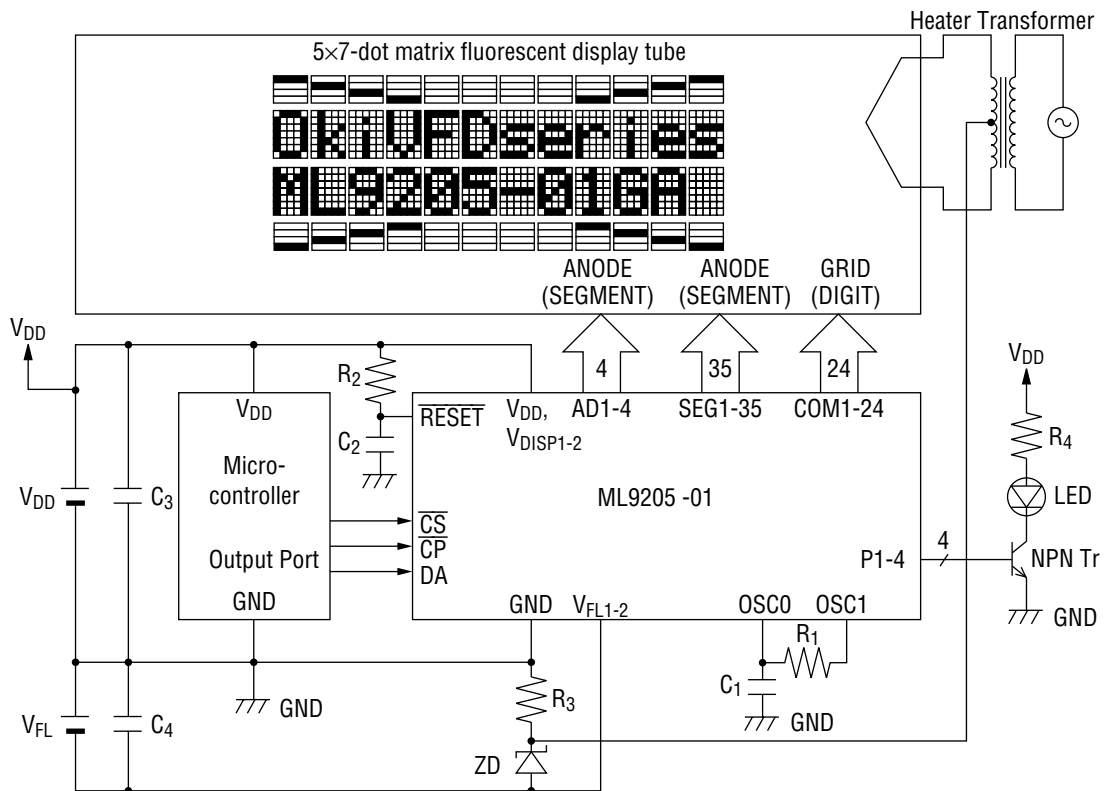 Heater Transformer
5×7-dot matrix fluorescent display tube
OkiVFDseries
ML9205-01GA
ANODE (SEGMENT)
ANODE (SEGMENT)
GRID (DIGIT)
4
35
24
VDD
R2
VDD
RESET
VDD, VDISP1-2
AD1-4
SEG1-35
COM1-24
VDD
R4
LED
C2
Micro-controller
VDD
C3
ML9205 -01
CS
CP
DA
Output Port
GND
P1-4
4
NPN Tr
GND
GND
VFL1-2
OSC0
OSC1
R1
C1
GND
GND
R3
VFL
C4
ZD